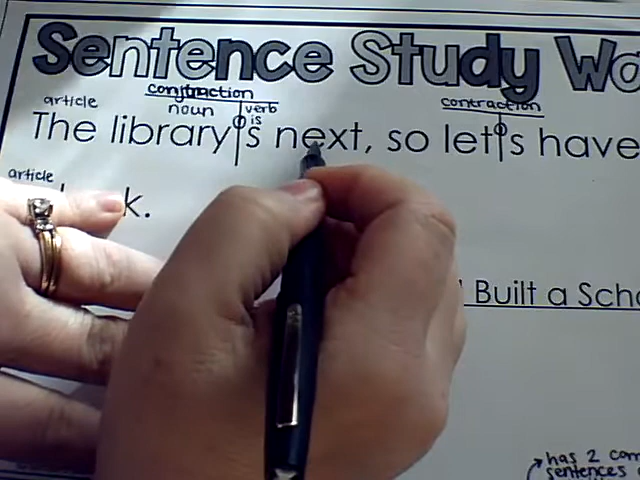 Sentence Study Wo
contraction
article noun verb contraction
is
The library's next, so let's have
article
k.
Built a Scho
has 2 com
sentences